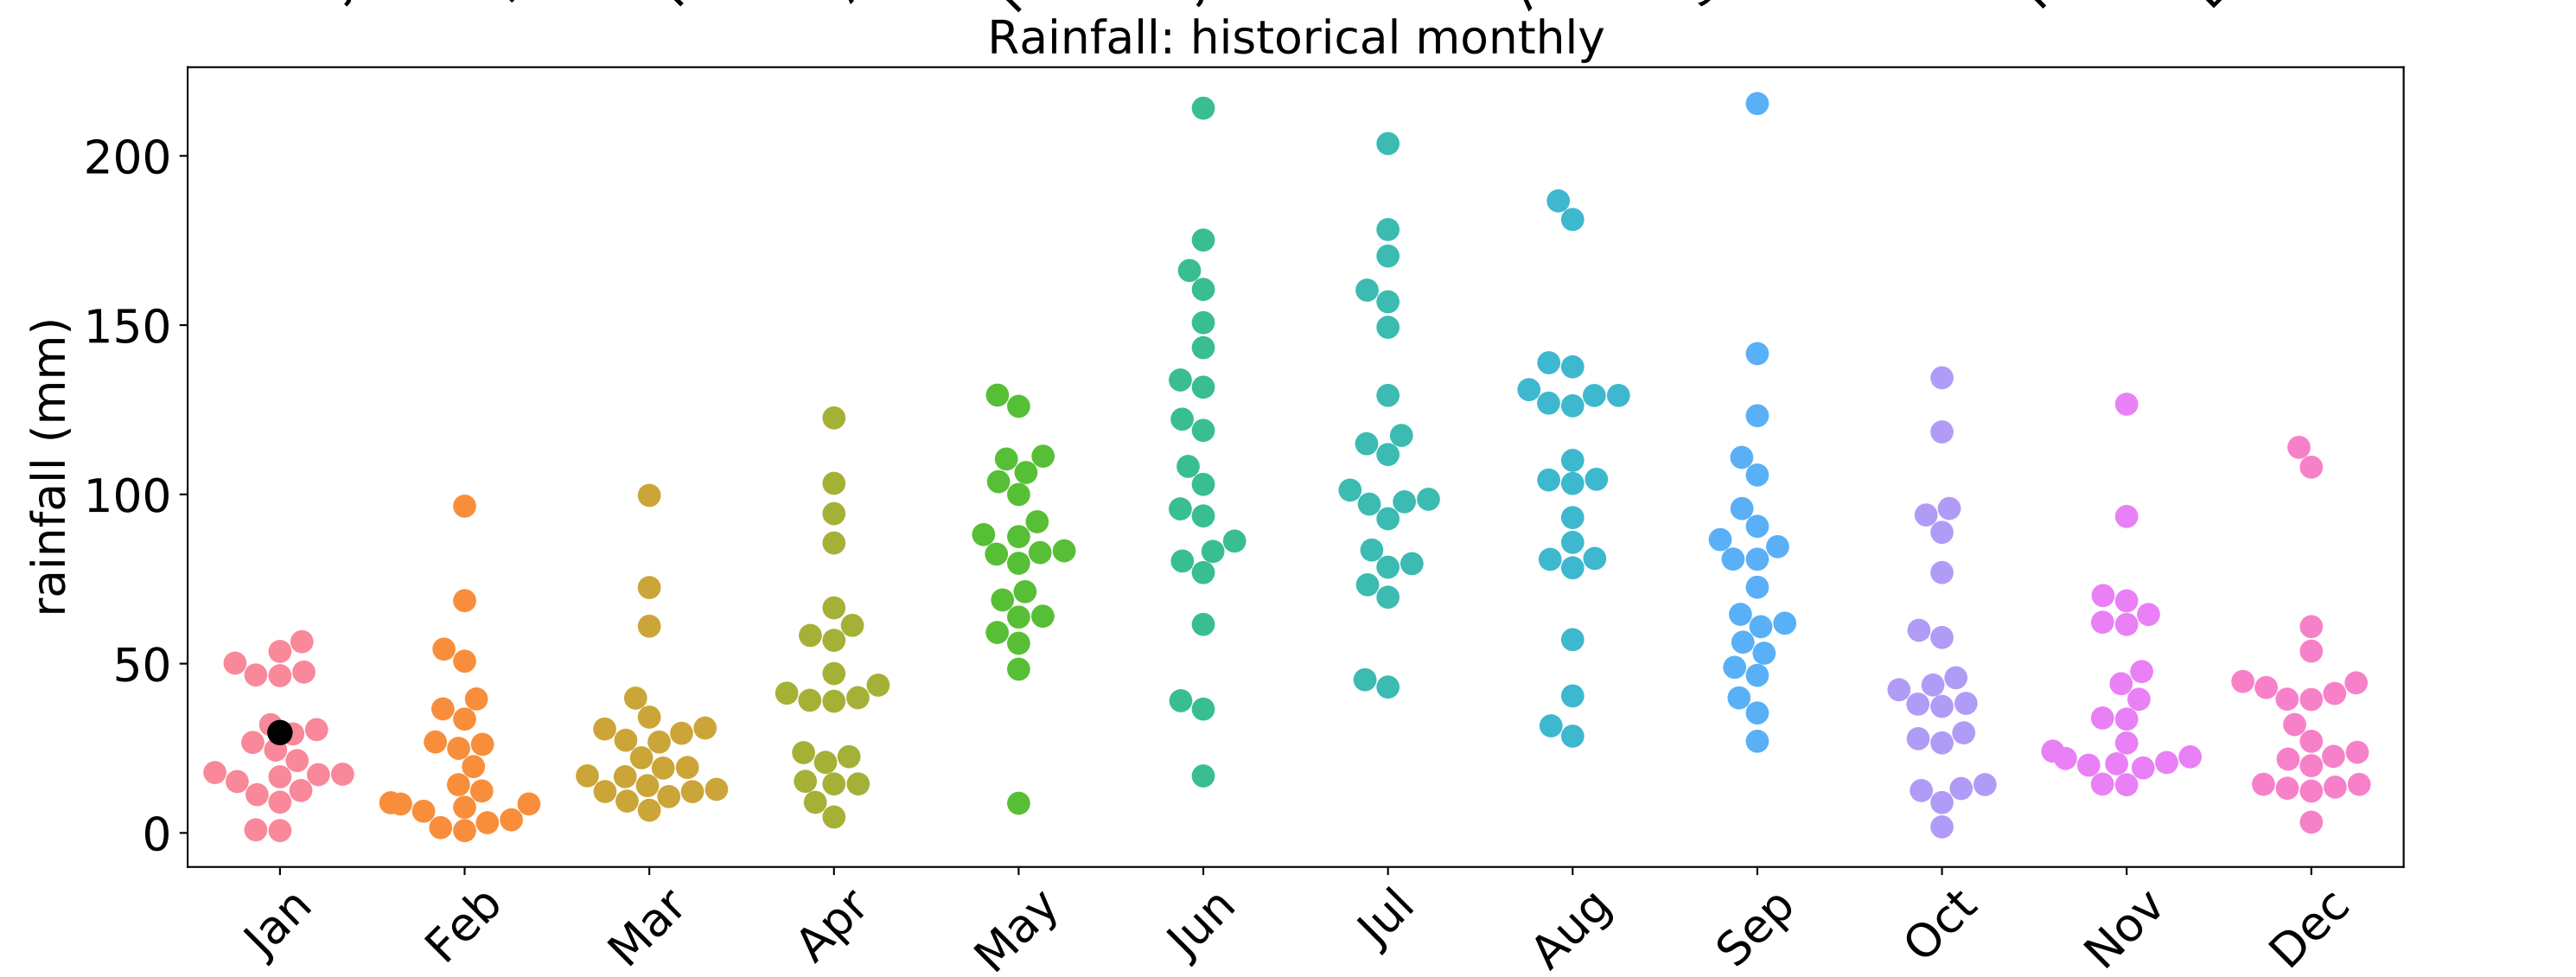 Rainfall: historical monthly
rainfall (mm)
200
150
100
50
0
Jan
Feb
Mar
Apr
May
Jun
Jul
Aug
Sep
Oct
Nov
Dec